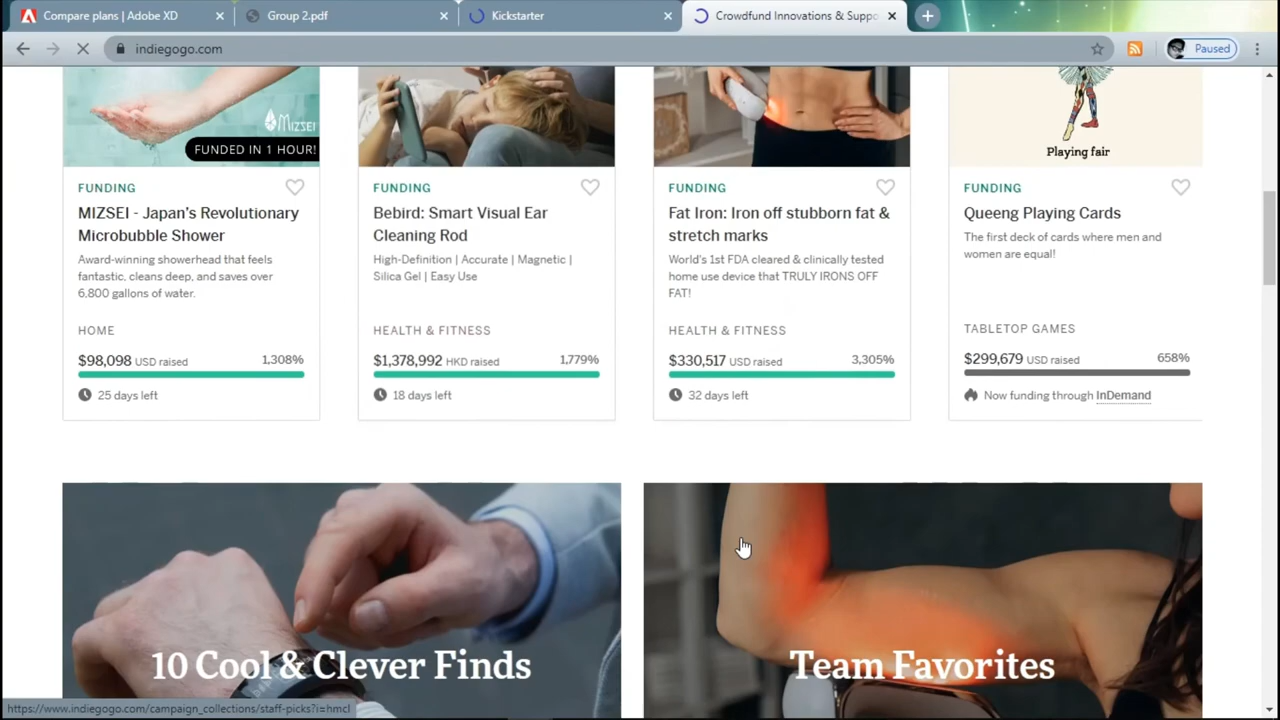 Compare plans | Adobe XD
Group 2.pdf
Kickstarter
Crowdfund Innovations & Suppo
indiegogo.com
Paused
MIZSEI
FUNDED IN 1 HOUR!
FUNDING
MIZSEI - Japan's Revolutionary
Microbubble Shower
Award-winning showerhead that feels
fantastic, cleans deep, and saves over
6,800 gallons of water.
HOME
$98,098 USD raised 1,308%
25 days left
FUNDING
Bebird: Smart Visual Ear
Cleaning Rod
High-Definition | Accurate | Magnetic |
Silica Gel | Easy Use
HEALTH & FITNESS
$1,378,992 HKD raised 1,779%
18 days left
FUNDING
Fat Iron: Iron off stubborn fat &
stretch marks
World's 1st FDA cleared & clinically tested
home use device that TRULY IRONS OFF
FAT!
HEALTH & FITNESS
$330,517 USD raised 3,305%
32 days left
Playing fair
FUNDING
Queeng Playing Cards
The first deck of cards where men and
women are equal!
TABLETOP GAMES
$299,679 USD raised 658%
Now funding through InDemand
10 Cool & Clever Finds
Team Favorites
https://www.indiegogo.com/campaign_collections/staff-picks?i=hmcl